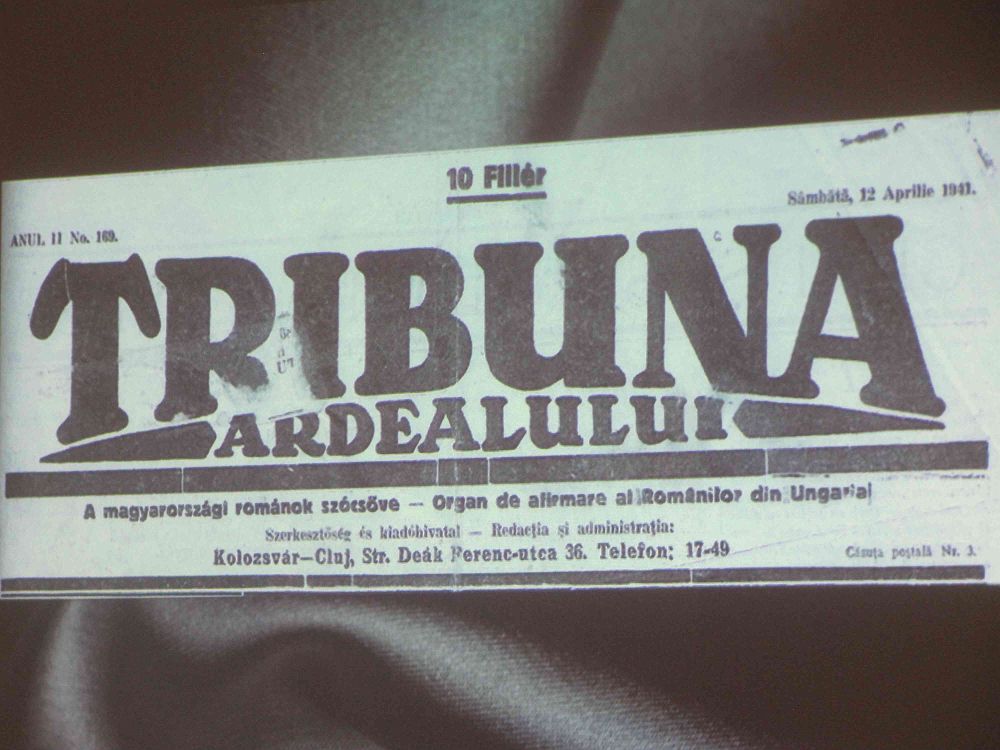 10 Fillér
Sâmbătă, 12 Aprilie 1941.
ANUL II No. 169.
TRIBUNA
ARDEALULUI
A magyarországi románok szócsöve — Organ de afirmare al Românilor din Ungaria
Szerkesztőség és kiadóhivatal — Redacția și administrația:
Kolozsvár—Cluj, Str. Deák Ferenc-utca 36. Telefon: 17-49
Căsuța poștală Nr. 3.